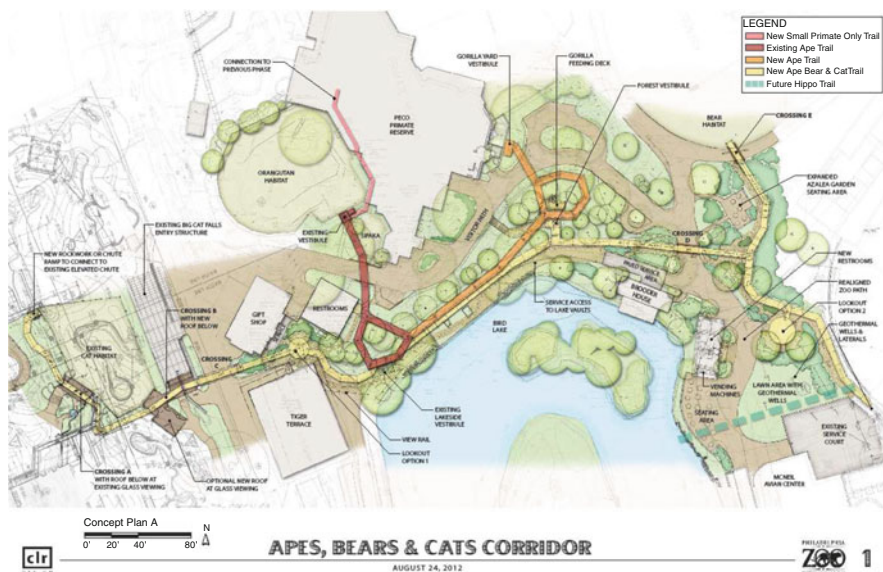 LEGEND
New Small Primate Only Trail
Existing Ape Trail
New Ape Trail
New Ape Bear & CatTrail
Future Hippo Trail
CONNECTION TO
PREVIOUS PHASE
GORILLA YARD
VESTIBULE
GORILLA
FEEDING DECK
FOREST VESTIBULE
PECO
PRIMATE
RESERVE
BEAR
HABITAT
CROSSING E
ORANGUTAN
HABITAT
EXPANDED
AZALEA GARDEN
SEATING AREA
EXISTING BIG CAT FALLS
ENTRY STRUCTURE
EXISTING
VESTIBULE
VISITOR PATH
CROSSING
D
NEW ROCKWORK OR CHUTE
RAMP TO CONNECT TO
EXISTING ELEVATED CHUTE
NEW
RESTROOMS
CROSSING B
WITH NEW
ROOF BELOW
GIFT
SHOP
RESTROOMS
SERVICE ACCESS
TO LAKE VAULTS
BROODER
HOUSE
REALIGNED
ZOO PATH
LOOKOUT
OPTION 2
GEOTHERMAL
WELLS &
LATERALS
BIRD
LAKE
EXISTING
CAT HABITAT
CROSSING
C
VENDING
MACHINES
LAWN AREA WITH
GEOTHERMAL
WELLS
TIGER
TERRACE
EXISTING
LAKESIDE
VESTIBULE
SEATING
AREA
EXISTING
SERVICE
COURT
VIEW RAIL
LOOKOUT
OPTION 1
CROSSING A
WITH ROOF BELOW AT
EXISTING GLASS VIEWING
OPTIONAL NEW ROOF
AT GLASS VIEWING
MCNEIL
AVIAN CENTER
Concept Plan A
0' 20' 40' 80'
N
clr
APES, BEARS & CATS CORRIDOR
AUGUST 24, 2012
PHILADELPHIA
ZOO
1